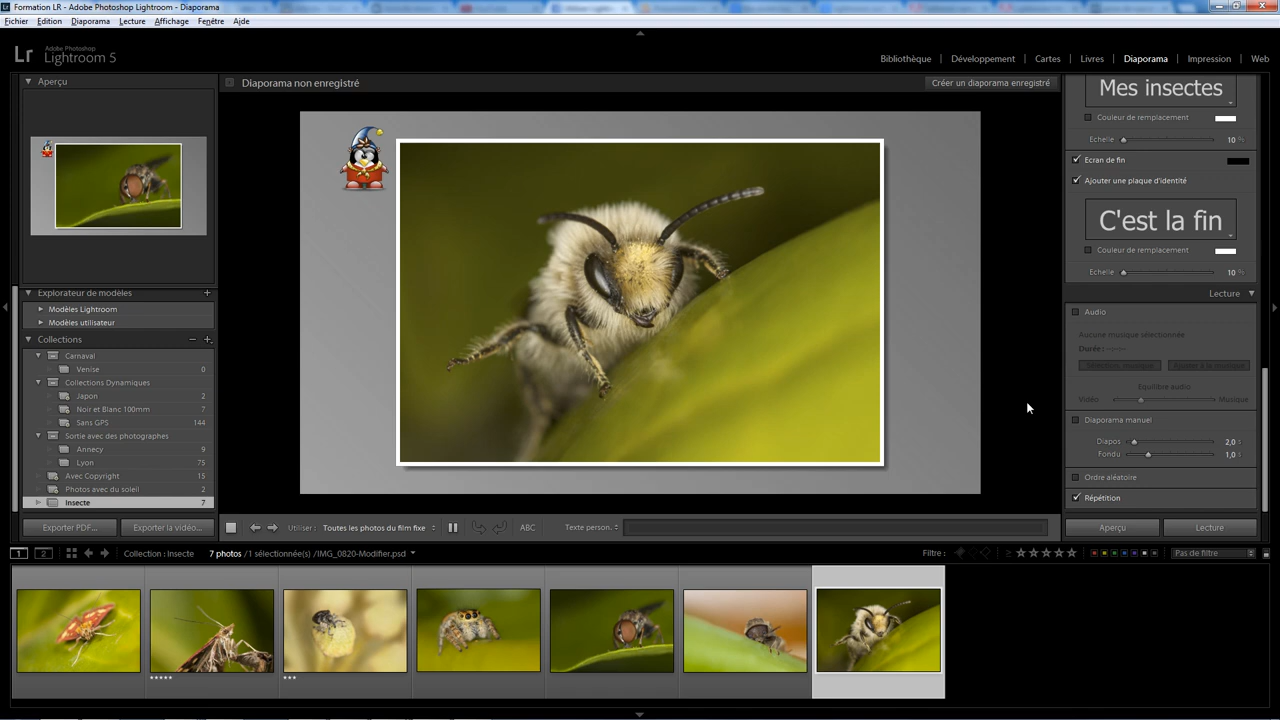 Formation LR - Adobe Photoshop Lightroom - Diaporama
Fichier Edition Diaporama Lecture Affichage Fenêtre Aide
Adobe Photoshop
Lr Lightroom 5
Bibliothèque | Développement | Cartes | Livres | Diaporama | Impression | Web
Aperçu
Diaporama non enregistré
Créer un diaporama enregistré
Explorateur de modèles +
Modèles Lightroom
Modèles utilisateur
Collections
Carnaval
Venise 0
Collections Dynamiques
Japon 2
Noir et Blanc 100mm 7
Sans GPS 144
Sortie avec des photographes
Annecy 9
Lyon 75
Avec Copyright 15
Photos avec du soleil 2
Insecte 7
Exporter PDF... Exporter la vidéo...
Utiliser : Toutes les photos du film fixe
ABC
Texte person. :
Mes insectes
Couleur de remplacement
Echelle 10 %
Ecran de fin
Ajouter une plaque d'identité
C'est la fin
Couleur de remplacement
Echelle 10 %
Lecture
Audio
Aucune musique sélectionnée
Durée : --:--
Equilibre audio
Vidéo Musique
Diaporama manuel
Diapos 2,0 s
Fondu 1,0 s
Ordre aléatoire
Répétition
Aperçu Lecture
1 2 Collection : Insecte 7 photos /1 sélectionnée(s) /IMG_0820-Modifier.psd
Filtre : Pas de filtre